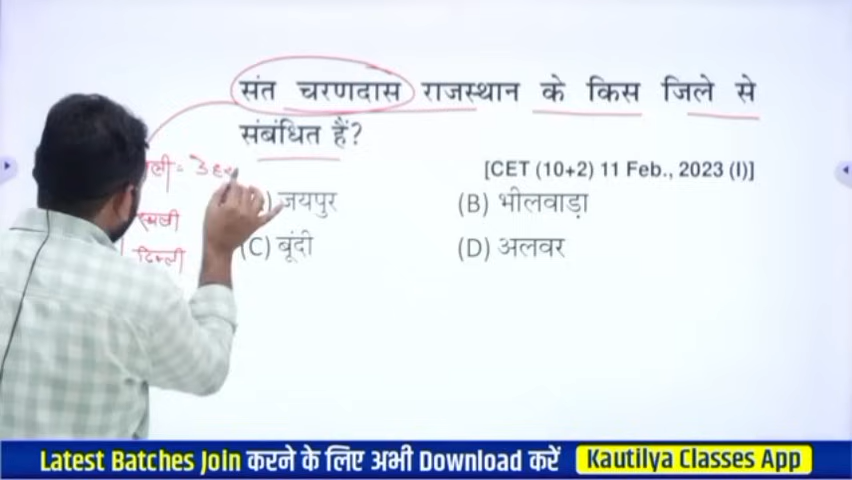 संत चरणदास राजस्थान के किस जिले से
संबंधित हैं?
[CET (10+2) 11 Feb., 2023 (I)]
जयपुर
(B) भीलवाड़ा
(C) बूंदी
(D) अलवर
दिल्ली
Latest Batches Join करने के लिए अभी Download करें Kautilya Classes App